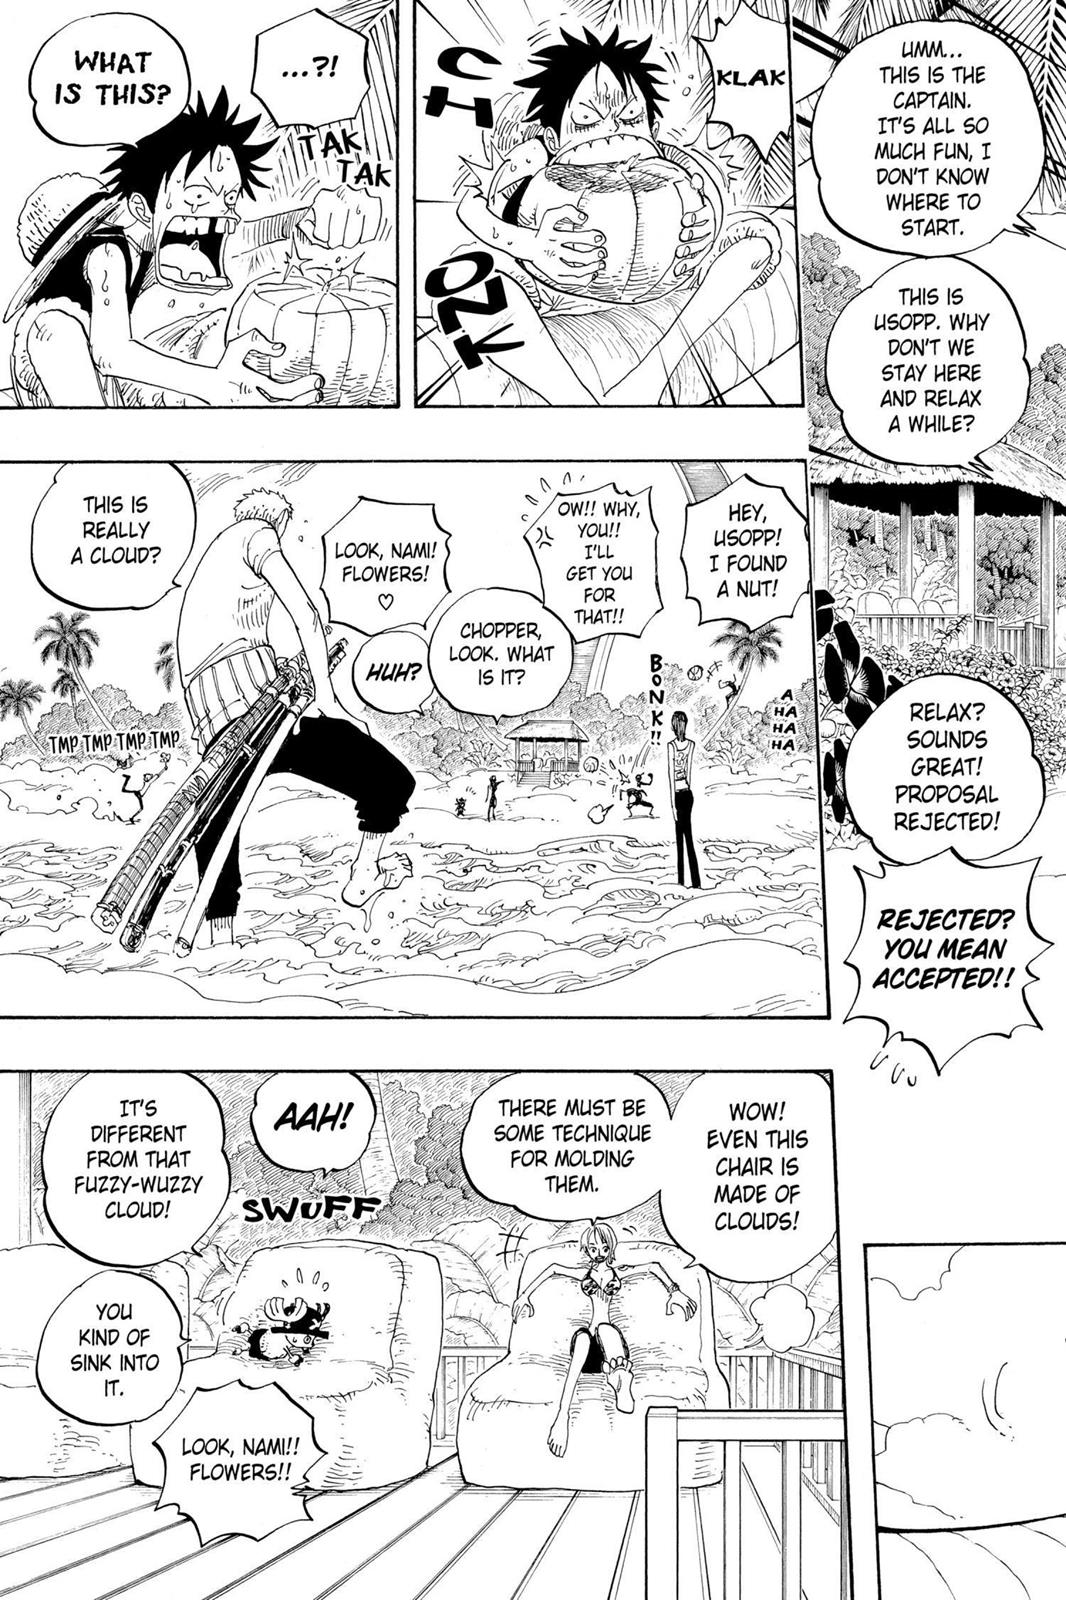 UMM...
THIS IS THE
CAPTAIN.
IT'S ALL SO
MUCH FUN, I
DON'T KNOW
WHERE TO
START.
THIS IS
USOPP. WHY
DON'T WE
STAY HERE
AND RELAX
A WHILE?
RELAX?
SOUNDS
GREAT!
PROPOSAL
REJECTED!
REJECTED?
YOU MEAN
ACCEPTED!!
KLAK
CH
ONK
...?!
TAK
TAK
WHAT
IS THIS?
HEY,
USOPP!
I FOUND
A NUT!
OW!! WHY,
YOU!!
I'LL
GET YOU
FOR
THAT!!
A
HA
HA
HA
BONK!!
LOOK, NAMI!
FLOWERS!
♡
CHOPPER,
LOOK. WHAT
IS IT?
HUH?
THIS IS
REALLY
A CLOUD?
TMP TMP TMP TMP
WOW!
EVEN THIS
CHAIR IS
MADE OF
CLOUDS!
THERE MUST BE
SOME TECHNIQUE
FOR MOLDING
THEM.
AAH!
SWUFF
IT'S
DIFFERENT
FROM THAT
FUZZY-WUZZY
CLOUD!
YOU
KIND OF
SINK INTO
IT.
LOOK, NAMI!!
FLOWERS!!